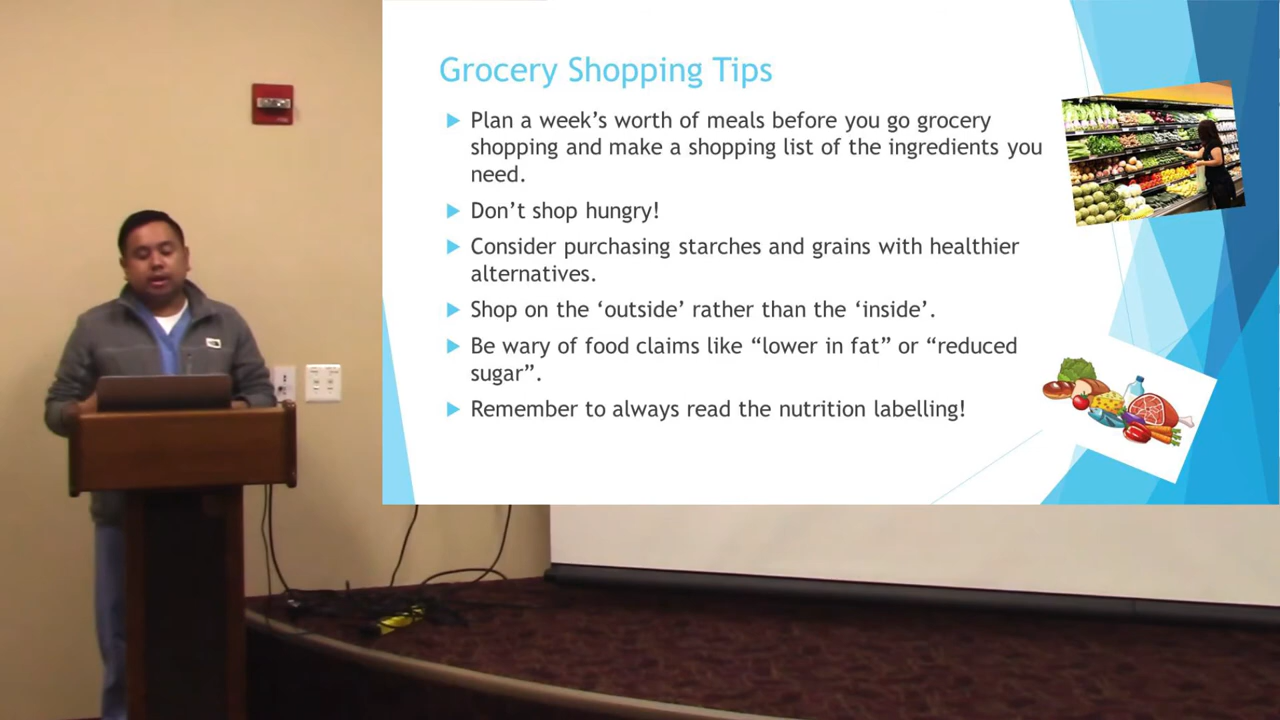 Grocery Shopping Tips
Plan a week's worth of meals before you go grocery
shopping and make a shopping list of the ingredients you
need.
Don't shop hungry!
Consider purchasing starches and grains with healthier
alternatives.
Shop on the 'outside' rather than the 'inside'.
Be wary of food claims like “lower in fat” or “reduced
sugar”.
Remember to always read the nutrition labelling!